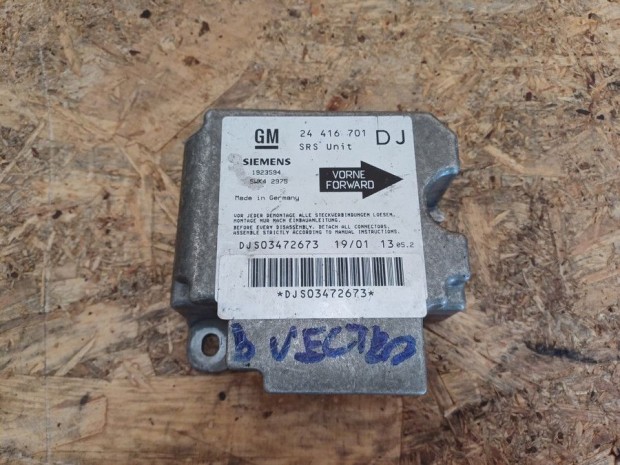 GM 24 416 701 DJ
SRS Unit
SIEMENS
1923594
5WK4 2979
VORNE
FORWARD
Made in Germany
VOR JEDER DEMONTAGE ALLE STECKVERBINDUNGEN LOESEN.
MONTAGE NUR NACH EINBAUANLEITUNG.
BEFORE EVERY DISASSEMBLY, DETACH ALL CONNECTORS.
ASSEMBLE STRICTLY ACCORDING TO MANUAL INSTRUCTIONS.
DJS03472673 19/01 13 05.2
*DJS03472673*
B VECTRA